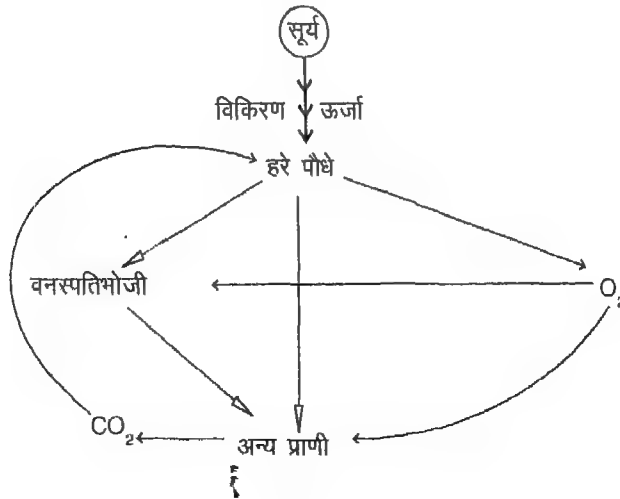 सूर्य
विकिरण ऊर्जा
हरे पौधे
वनस्पतिभोजी
O₂
CO₂
अन्य प्राणी